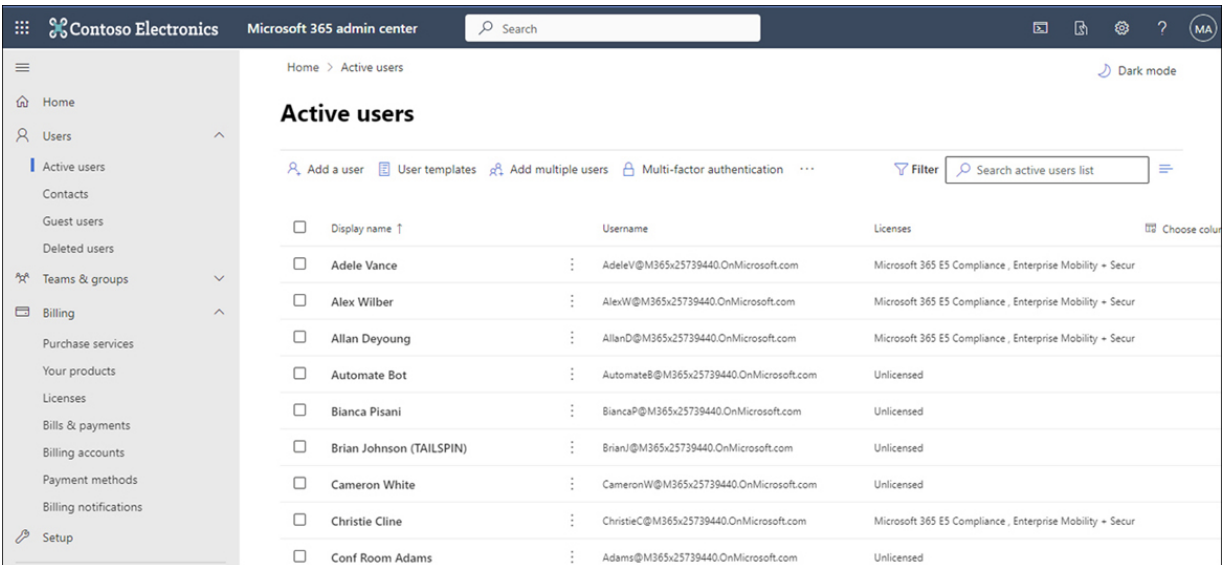 Contoso Electronics Microsoft 365 admin center Search MA
Home > Active users
Dark mode
Home
Users
Active users
Contacts
Guest users
Deleted users
Teams & groups
Billing
Purchase services
Your products
Licenses
Bills & payments
Billing accounts
Payment methods
Billing notifications
Setup
Active users
Add a user User templates Add multiple users Multi-factor authentication ... Filter Search active users list
Display name ↑ Username Licenses Choose colur
Adele Vance AdeleV@M365x25739440.OnMicrosoft.com Microsoft 365 E5 Compliance , Enterprise Mobility + Secur
Alex Wilber AlexW@M365x25739440.OnMicrosoft.com Microsoft 365 E5 Compliance , Enterprise Mobility + Secur
Allan Deyoung AllanD@M365x25739440.OnMicrosoft.com Microsoft 365 E5 Compliance , Enterprise Mobility + Secur
Automate Bot AutomateB@M365x25739440.OnMicrosoft.com Unlicensed
Bianca Pisani BiancaP@M365x25739440.OnMicrosoft.com Unlicensed
Brian Johnson (TAILSPIN) BrianJ@M365x25739440.OnMicrosoft.com Unlicensed
Cameron White CameronW@M365x25739440.OnMicrosoft.com Unlicensed
Christie Cline ChristieC@M365x25739440.OnMicrosoft.com Microsoft 365 E5 Compliance , Enterprise Mobility + Secur
Conf Room Adams Adams@M365x25739440.OnMicrosoft.com Unlicensed